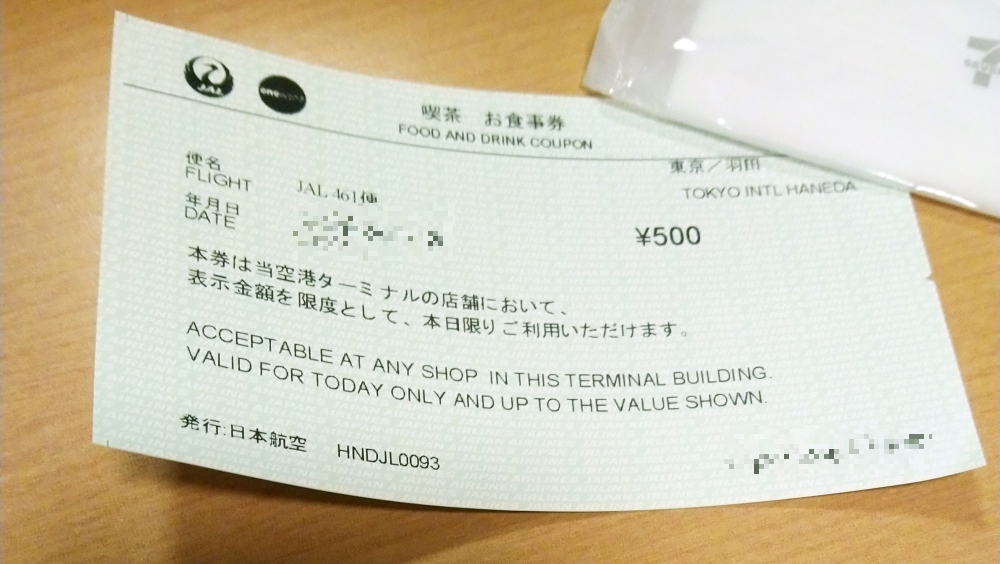 JAL
oneworld
喫茶　お食事券
FOOD AND DRINK COUPON
便名
FLIGHT
JAL 461便
東京／羽田
TOKYO INTL HANEDA
年月日
DATE
¥500
本券は当空港ターミナルの店舗において、
表示金額を限度として、本日限りご利用いただけます。
ACCEPTABLE AT ANY SHOP IN THIS TERMINAL BUILDING.
VALID FOR TODAY ONLY AND UP TO THE VALUE SHOWN.
発行:日本航空 HNDJL0093